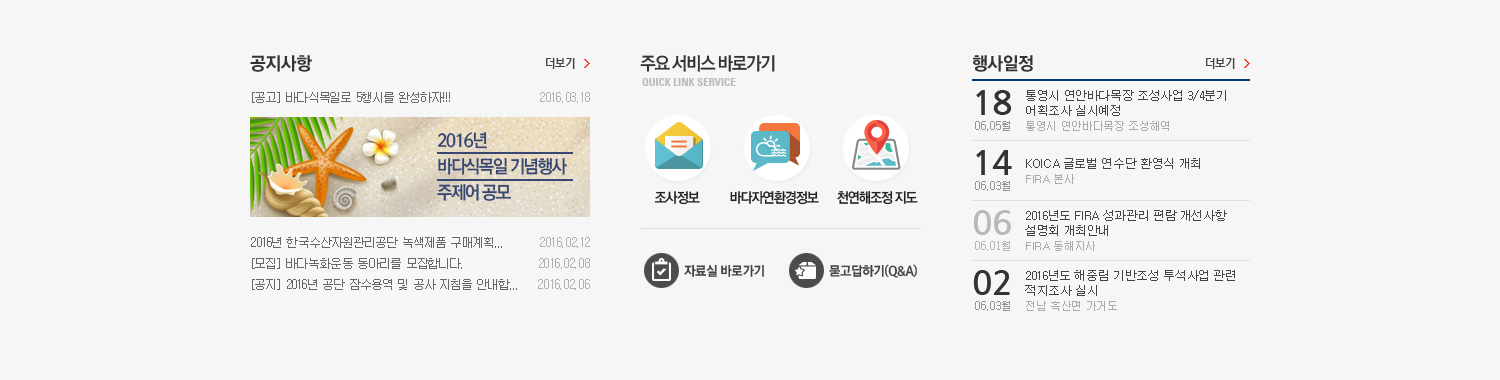 공지사항
더보기
[공고] 바다식목일로 5행시를 완성하자!!!
2016.03.18
2016년
바다식목일 기념행사
주제어 공모
2016년 한국수산자원관리공단 녹색제품 구매계획...
2016.02.12
[모집] 바다녹화운동 동아리를 모집합니다.
2016.02.08
[공지] 2016년 공단 잠수용역 및 공사 지침을 안내합...
2016.02.06
주요 서비스 바로가기
QUICK LINK SERVICE
조사정보
바다자연환경정보
천연해조장 지도
자료실 바로가기
묻고답하기(Q&A)
행사일정
더보기
18
06.05월
통영시 연안바다목장 조성사업 3/4분기
어획조사 실시예정
통영시 연안바다목장 조성해역
14
06.03월
KOICA 글로벌 연수단 환영식 개최
FIRA 본사
06
06.01월
2016년도 FIRA 성과관리 편람 개선사항
설명회 개최안내
FIRA 동해지사
02
06.03월
2016년도 해중림 기반조성 투석사업 관련
적지조사 실시
전남 흑산면 가거도